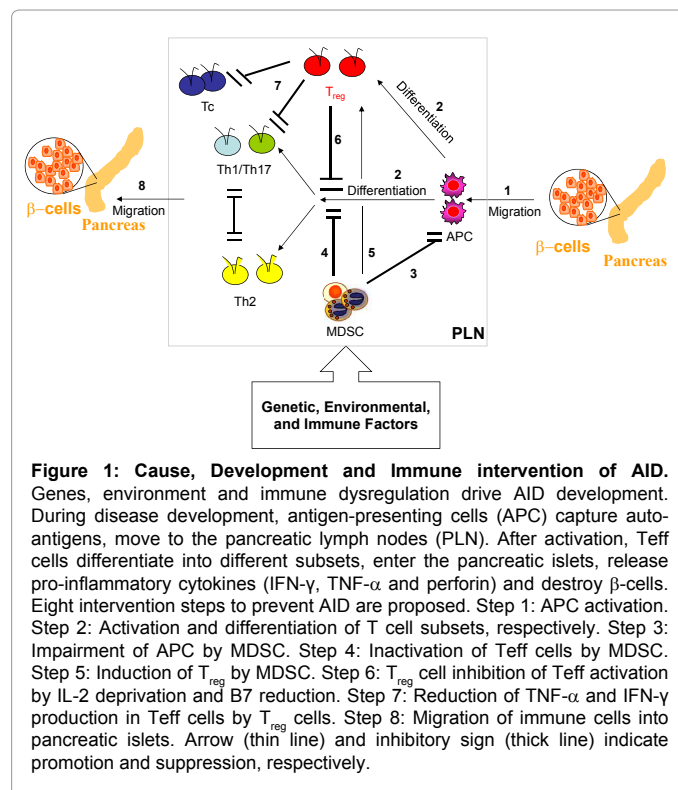 Tc
7
T reg
2
Differentiation
6
Th1/Th17
2
Differentiation
8
Migration
β–cells
Pancreas
1
Migration
APC
β–cells
Pancreas
4
5
3
Th2
MDSC
PLN
Genetic, Environmental,
and Immune Factors
Figure 1: Cause, Development and Immune intervention of AID.
Genes, environment and immune dysregulation drive AID development.
During disease development, antigen-presenting cells (APC) capture auto-
antigens, move to the pancreatic lymph nodes (PLN). After activation, Teff
cells differentiate into different subsets, enter the pancreatic islets, release
pro-inflammatory cytokines (IFN-γ, TNF-α and perforin) and destroy β-cells.
Eight intervention steps to prevent AID are proposed. Step 1: APC activation.
Step 2: Activation and differentiation of T cell subsets, respectively. Step 3:
Impairment of APC by MDSC. Step 4: Inactivation of Teff cells by MDSC.
Step 5: Induction of Treg by MDSC. Step 6: Treg cell inhibition of Teff activation
by IL-2 deprivation and B7 reduction. Step 7: Reduction of TNF-α and IFN-γ
production in Teff cells by Treg cells. Step 8: Migration of immune cells into
pancreatic islets. Arrow (thin line) and inhibitory sign (thick line) indicate
promotion and suppression, respectively.